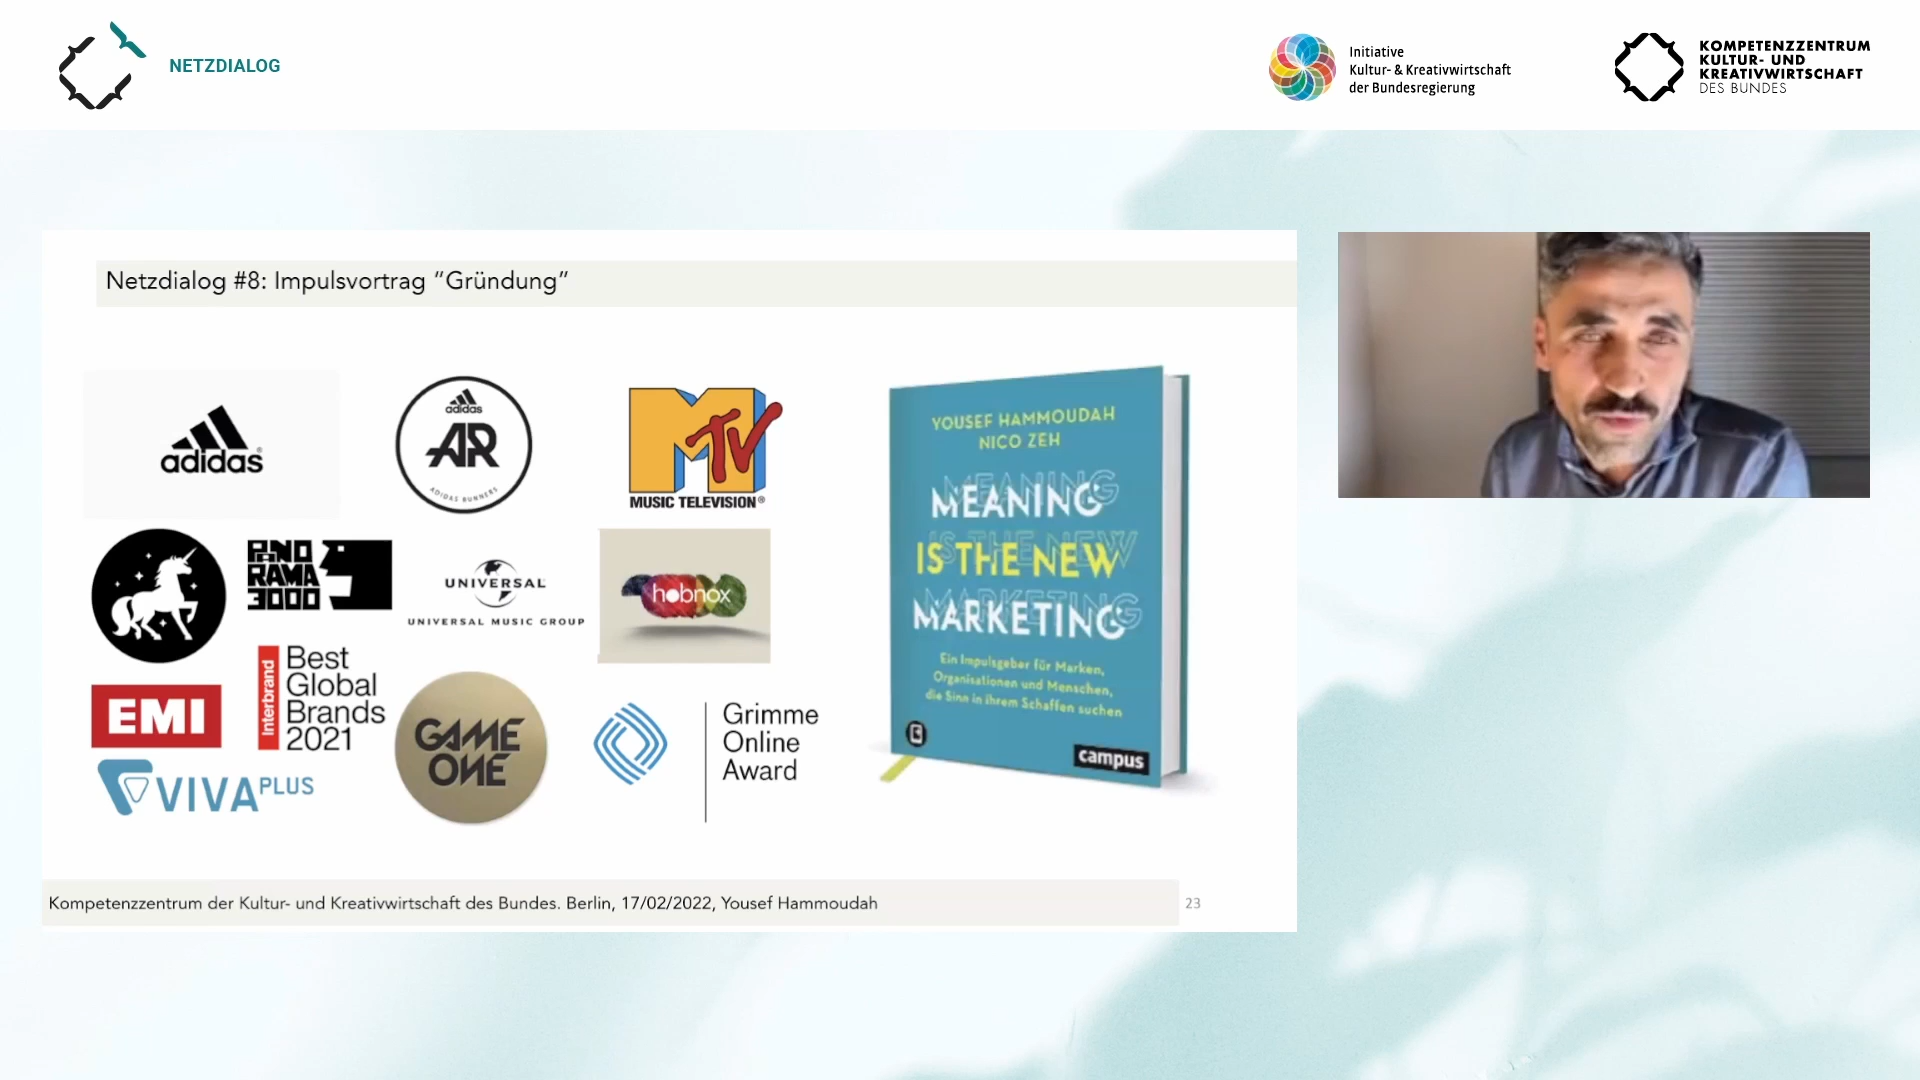 NETZDIALOG
Initiative
Kultur- & Kreativwirtschaft
der Bundesregierung
KOMPETENZZENTRUM
KULTUR- UND
KREATIVWIRTSCHAFT
DES BUNDES
Netzdialog #8: Impulsvortrag "Gründung"
adidas
adidas
AR
ADIDAS RUNNERS
MTV
MUSIC TELEVISION®
PANO
RAMA
3000
UNIVERSAL
UNIVERSAL MUSIC GROUP
hobnox
EMI
Interbrand
Best
Global
Brands
2021
VIVA PLUS
GAME
ONE
Grimme
Online
Award
YOUSEF HAMMOUDAH
NICO ZEH
MEANING
IS THE NEW
MARKETING
Ein Impulsgeber für Marken,
Organisationen und Menschen,
die Sinn in ihrem Schaffen suchen
campus
Kompetenzzentrum der Kultur- und Kreativwirtschaft des Bundes. Berlin, 17/02/2022, Yousef Hammoudah
23